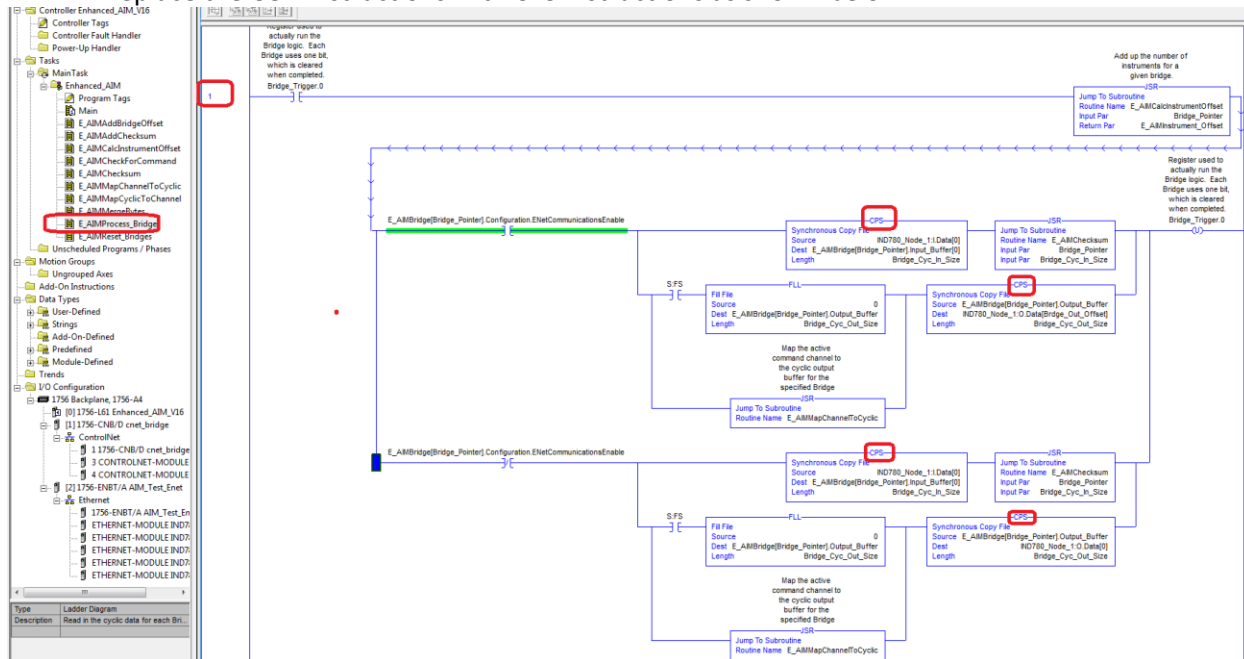 Controller Enhanced_AIM_V16
Controller Tags
Controller Fault Handler
Power-Up Handler
Tasks
MainTask
Enhanced_AIM
Program Tags
Main
E_AIMAddBridgeOffset
E_AIMAddChecksum
E_AIMCalcInstrumentOffset
E_AIMCheckForCommand
E_AIMChecksum
E_AIMMapChannelToCyclic
E_AIMMapCyclicToChannel
E_AIMMergeBytes
E_AIMProcess_Bridge
E_AIMReset_Bridges
Unscheduled Programs / Phases
Motion Groups
Ungrouped Axes
Add-On Instructions
Data Types
User-Defined
Strings
Add-On-Defined
Predefined
Module-Defined
Trends
I/O Configuration
1756 Backplane, 1756-A4
[0] 1756-L61 Enhanced_AIM_V16
[1] 1756-CNB/D cnet_bridge
ControlNet
1 1756-CNB/D cnet_bridge
3 CONTROLNET-MODULE
4 CONTROLNET-MODULE
[2] 1756-ENBT/A AIM_Test_Enet
Ethernet
1756-ENBT/A AIM_Test_En
ETHERNET-MODULE IND7
ETHERNET-MODULE IND7
ETHERNET-MODULE IND7
ETHERNET-MODULE IND7
ETHERNET-MODULE IND7
Type Ladder Diagram
Description Read in the cyclic data for each Bri...
1
actually run the
Bridge logic. Each
Bridge uses one bit,
which is cleared
when completed.
Bridge_Trigger.0
Add up the number of
instruments for a
given bridge.
JSR
Jump To Subroutine
Routine Name E_AIMCalcInstrumentOffset
Input Par Bridge_Pointer
Return Par E_AIMInstrument_Offset
Register used to
actually run the
Bridge logic. Each
Bridge uses one bit,
which is cleared
when completed.
Bridge_Trigger.0
U
E_AIMBridge[Bridge_Pointer].Configuration.ENetCommunicationsEnable
CPS
Synchronous Copy File
Source IND780_Node_1:I.Data[0]
Dest E_AIMBridge[Bridge_Pointer].Input_Buffer[0]
Length Bridge_Cyc_In_Size
JSR
Jump To Subroutine
Routine Name E_AIMChecksum
Input Par Bridge_Pointer
Input Par Bridge_Cyc_In_Size
S:FS
FLL
Fill File
Source 0
Dest E_AIMBridge[Bridge_Pointer].Output_Buffer
Length Bridge_Cyc_Out_Size
CPS
Synchronous Copy File
Source E_AIMBridge[Bridge_Pointer].Output_Buffer
Dest IND780_Node_1:O.Data[Bridge_Out_Offset]
Length Bridge_Cyc_Out_Size
Map the active
command channel to
the cyclic output
buffer for the
specified Bridge
JSR
Jump To Subroutine
Routine Name E_AIMMapChannelToCyclic
E_AIMBridge[Bridge_Pointer].Configuration.ENetCommunicationsEnable
CPS
Synchronous Copy File
Source IND780_Node_1:I.Data[0]
Dest E_AIMBridge[Bridge_Pointer].Input_Buffer[0]
Length Bridge_Cyc_In_Size
JSR
Jump To Subroutine
Routine Name E_AIMChecksum
Input Par Bridge_Pointer
Input Par Bridge_Cyc_In_Size
S:FS
FLL
Fill File
Source 0
Dest E_AIMBridge[Bridge_Pointer].Output_Buffer
Length Bridge_Cyc_Out_Size
CPS
Synchronous Copy File
Source E_AIMBridge[Bridge_Pointer].Output_Buffer
Dest IND780_Node_1:O.Data[0]
Length Bridge_Cyc_Out_Size
Map the active
command channel to
the cyclic output
buffer for the
specified Bridge
JSR
Jump To Subroutine
Routine Name E_AIMMapChannelToCyclic